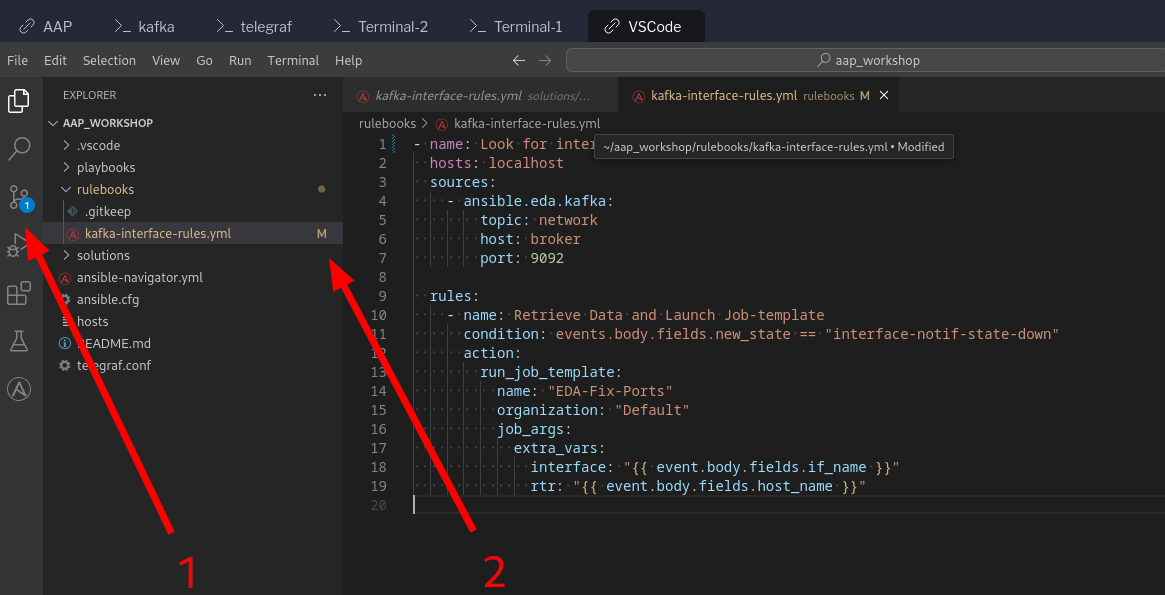 AAP
kafka
telegraf
Terminal-2
Terminal-1
VSCode
File Edit Selection View Go Run Terminal Help
aap_workshop
EXPLORER
AAP_WORKSHOP
.vscode
playbooks
rulebooks
.gitkeep
kafka-interface-rules.yml M
solutions
ansible-navigator.yml
ansible.cfg
hosts
README.md
telegraf.conf
1
kafka-interface-rules.yml solutions/...
kafka-interface-rules.yml rulebooks M
rulebooks > kafka-interface-rules.yml
~/aap_workshop/rulebooks/kafka-interface-rules.yml • Modified
1 - name: Look for inter
2 hosts: localhost
3 sources:
4 - ansible.eda.kafka:
5 topic: network
6 host: broker
7 port: 9092
8
9 rules:
10 - name: Retrieve Data and Launch Job-template
11 condition: events.body.fields.new_state == "interface-notif-state-down"
12 action:
13 run_job_template:
14 name: "EDA-Fix-Ports"
15 organization: "Default"
16 job_args:
17 extra_vars:
18 interface: "{{ event.body.fields.if_name }}"
19 rtr: "{{ event.body.fields.host_name }}"
20
1
2